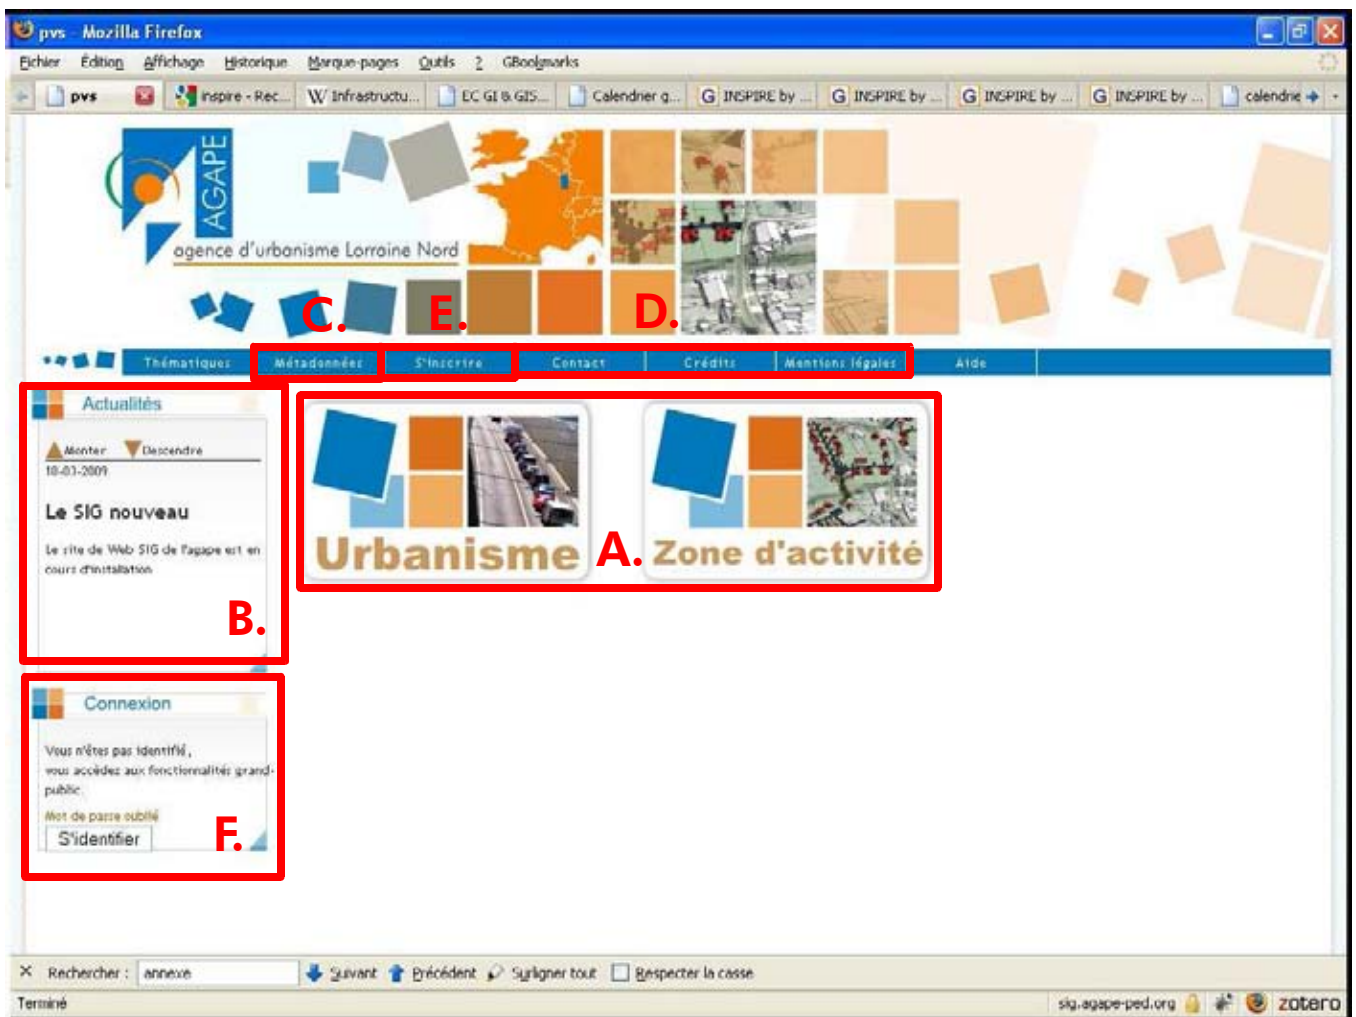 pvs - Mozilla Firefox
Fichier Édition Affichage Historique Marque-pages Outils ? GBookmarks
pvs inspire - Rec... W Infrastructu... EC GI & GIS... Calendrier g... G INSPIRE by ... G INSPIRE by ... G INSPIRE by ... G INSPIRE by ... calendrie
AGAPE
agence d'urbanisme Lorraine Nord
C. E. D.
Thématiques Métadonnées S'inscrire Contact Crédits Mentions légales Aide
Actualités
Monter Descendre
18-03-2009
Le SIG nouveau
Le site de Web SIG de l'agape est en
cours d'installation
B.
Urbanisme A. Zone d'activité
Connexion
Vous n'êtes pas identifié,
vous accèdez aux fonctionnalités grand-
public.
Mot de passe oublié
S'identifier
F.
Rechercher : annexe Suivant Précédent Surligner tout Respecter la casse
Terminé sig.agape-ped.org zotero